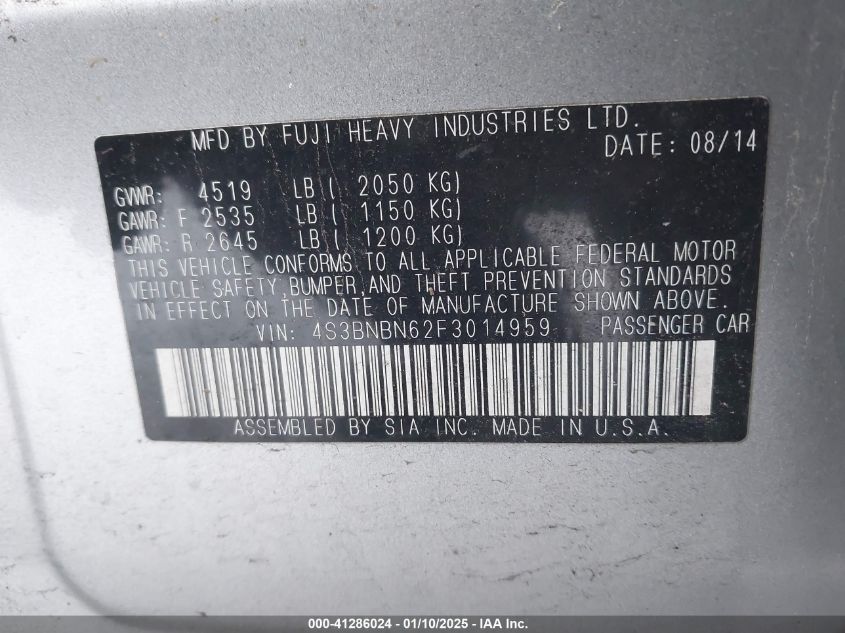 MFD BY FUJI HEAVY INDUSTRIES LTD.
DATE: 08/14
GVWR: 4519 LB ( 2050 KG)
GAWR: F 2535 LB ( 1150 KG)
GAWR: R 2645 LB ( 1200 KG)
THIS VEHICLE CONFORMS TO ALL APPLICABLE FEDERAL MOTOR
VEHICLE SAFETY, BUMPER, AND THEFT PREVENTION STANDARDS
IN EFFECT ON THE DATE OF MANUFACTURE SHOWN ABOVE.
VIN: 4S3BNBN62F3014959 PASSENGER CAR
ASSEMBLED BY SIA INC. MADE IN U.S.A.
000-41286024 — 01/10/2025 — IAA Inc.